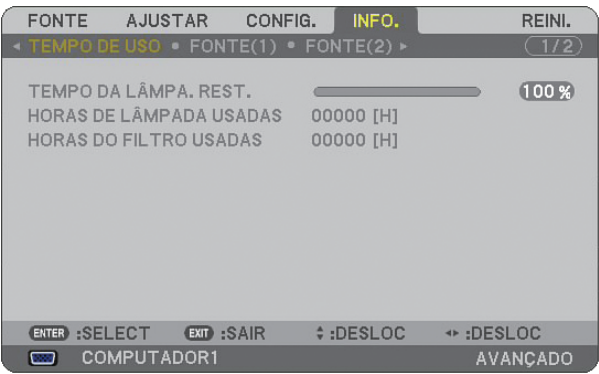 FONTE AJUSTAR CONFIG. INFO. REINI.
TEMPO DE USO • FONTE(1) • FONTE(2) 1/2
TEMPO DA LÂMPA. REST. 100 %
HORAS DE LÂMPADA USADAS 00000 [H]
HORAS DO FILTRO USADAS 00000 [H]
ENTER :SELECT EXIT :SAIR :DESLOC :DESLOC
COMPUTADOR1 AVANÇADO